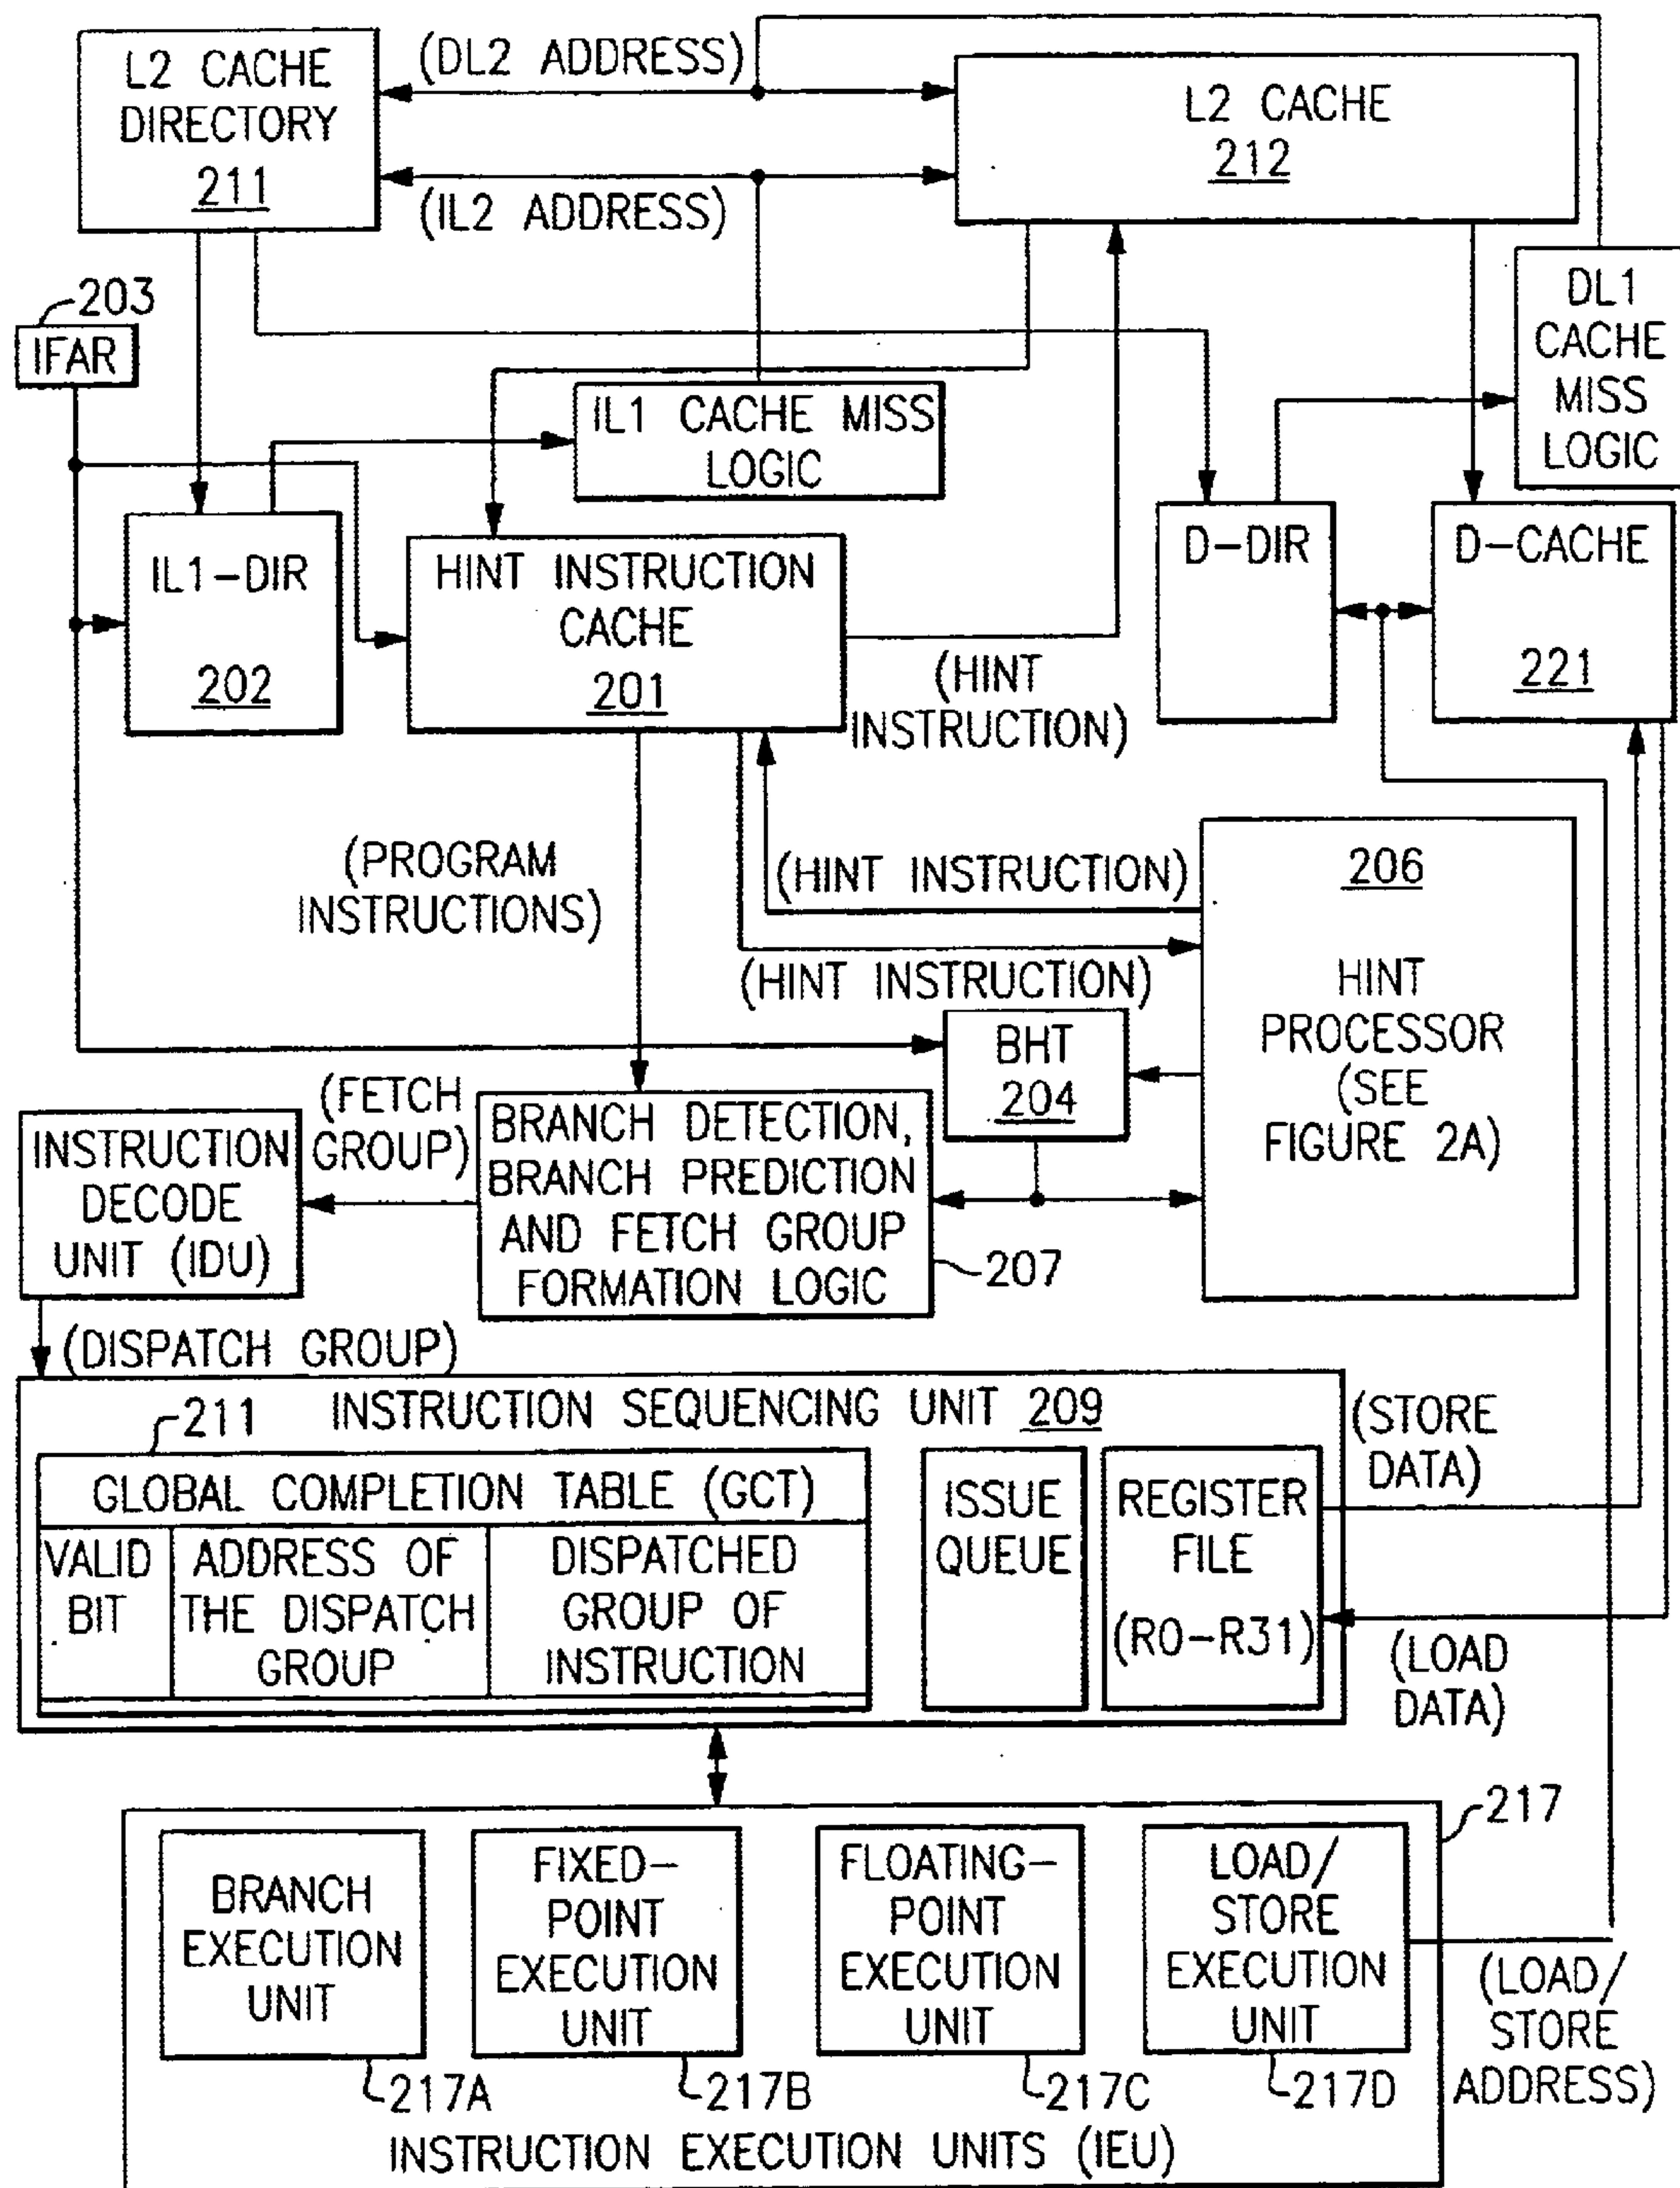 L2 CACHE
DIRECTORY
211
(DL2 ADDRESS)
(IL2 ADDRESS)
L2 CACHE
212
DL1
CACHE
MISS
LOGIC
203
IFAR
IL1 CACHE MISS
LOGIC
IL1-DIR
202
HINT INSTRUCTION
CACHE
201
(HINT
INSTRUCTION)
D-DIR
D-CACHE
221
(PROGRAM
INSTRUCTIONS)
(HINT INSTRUCTION)
(HINT INSTRUCTION)
206
HINT
PROCESSOR
(SEE
FIGURE 2A)
BHT
204
(FETCH
GROUP)
INSTRUCTION
DECODE
UNIT (IDU)
BRANCH DETECTION,
BRANCH PREDICTION
AND FETCH GROUP
FORMATION LOGIC
207
(DISPATCH GROUP)
INSTRUCTION SEQUENCING UNIT 209
211
GLOBAL COMPLETION TABLE (GCT)
VALID
BIT
ADDRESS OF
THE DISPATCH
GROUP
DISPATCHED
GROUP OF
INSTRUCTION
ISSUE
QUEUE
REGISTER
FILE
(R0-R31)
(STORE
DATA)
(LOAD
DATA)
217
BRANCH
EXECUTION
UNIT
FIXED-
POINT
EXECUTION
UNIT
FLOATING-
POINT
EXECUTION
UNIT
LOAD/
STORE
EXECUTION
UNIT
(LOAD/
STORE
ADDRESS)
217A
217B
217C
217D
INSTRUCTION EXECUTION UNITS (IEU)